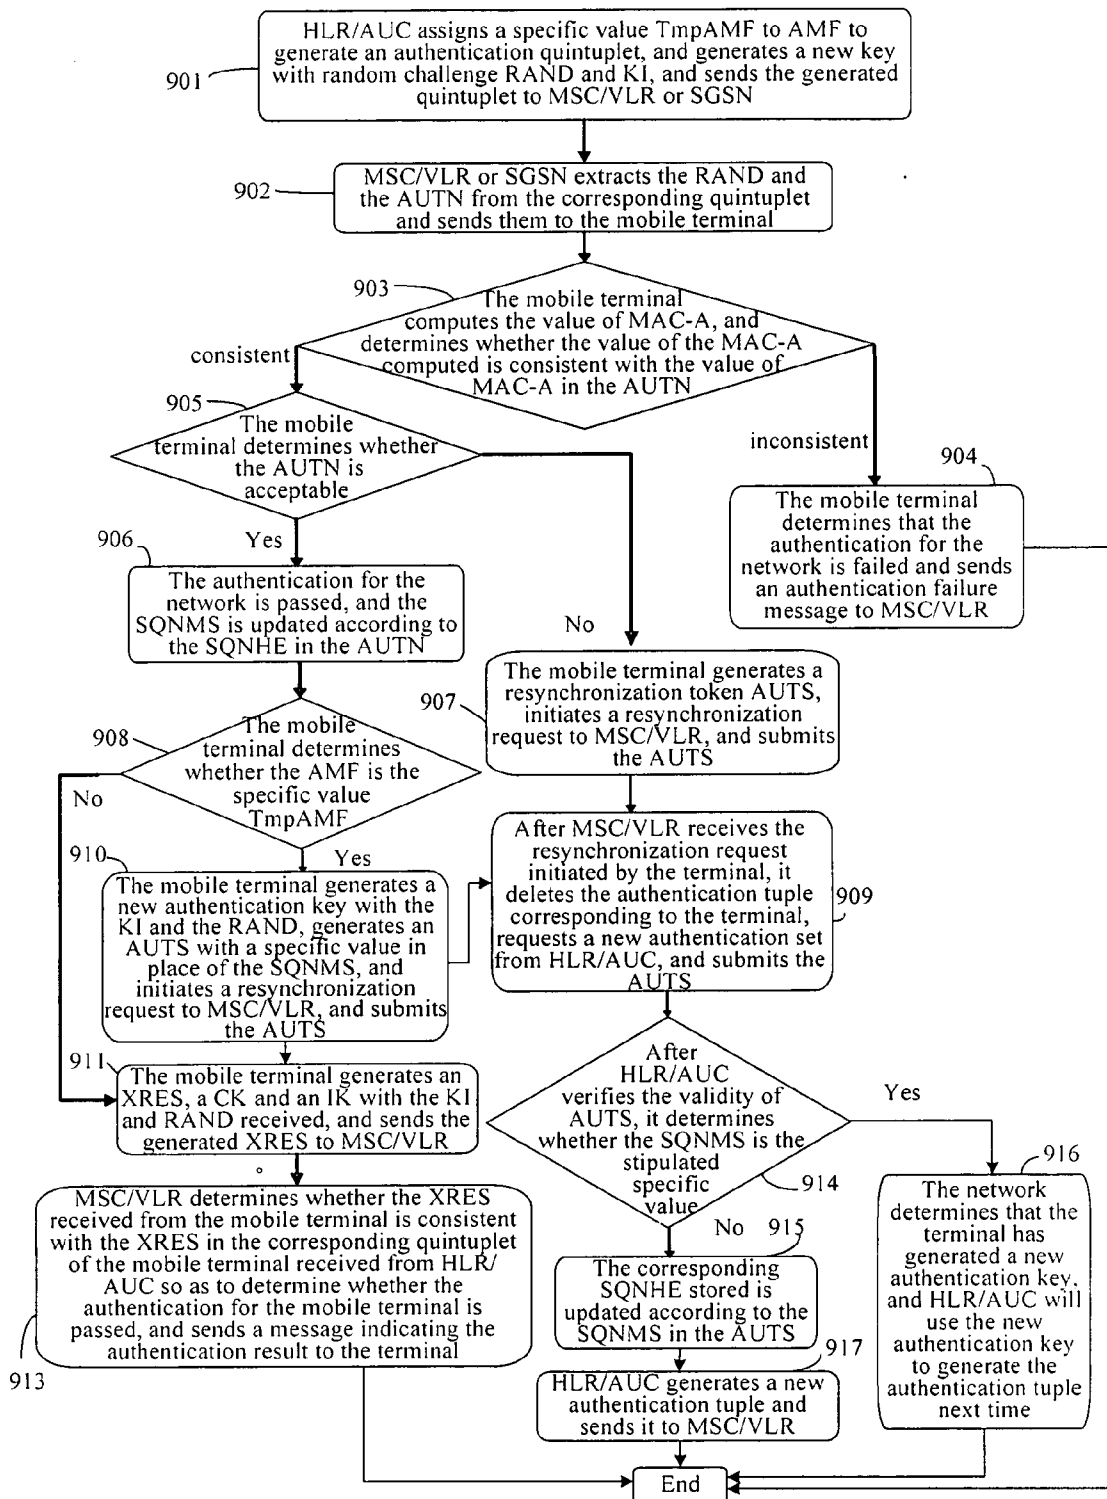 HLR/AUC assigns a specific value TmpAMF to AMF to
generate an authentication quintuplet, and generates a new key
with random challenge RAND and KI, and sends the generated
quintuplet to MSC/VLR or SGSN
901
MSC/VLR or SGSN extracts the RAND and
the AUTN from the corresponding quintuplet
and sends them to the mobile terminal
902
903
The mobile terminal
computes the value of MAC-A, and
determines whether the value of the MAC-A
computed is consistent with the value of
MAC-A in the AUTN
consistent
inconsistent
905
The mobile
terminal determines whether
the AUTN is
acceptable
904
The mobile terminal
determines that the
authentication for the
network is failed and sends
an authentication failure
message to MSC/VLR
Yes
No
906
The authentication for the
network is passed, and the
SQNMS is updated according to
the SQNHE in the AUTN
907
The mobile terminal generates a
resynchronization token AUTS,
initiates a resynchronization
request to MSC/VLR, and submits
the AUTS
908
The mobile
terminal determines
whether the AMF is the
specific value
TmpAMF
No
Yes
909
After MSC/VLR receives the
resynchronization request
initiated by the terminal, it
deletes the authentication tuple
corresponding to the terminal,
requests a new authentication set
from HLR/AUC, and submits the
AUTS
910
The mobile terminal generates a
new authentication key with the
KI and the RAND, generates an
AUTS with a specific value in
place of the SQNMS, and
initiates a resynchronization
request to MSC/VLR, and submits
the AUTS
911
The mobile terminal generates an
XRES, a CK and an IK with the KI
and RAND received, and sends the
generated XRES to MSC/VLR
After
HLR/AUC
verifies the validity of
AUTS, it determines
whether the SQNMS is the
stipulated
specific
value
914
Yes
No
MSC/VLR determines whether the XRES
received from the mobile terminal is consistent
with the XRES in the corresponding quintuplet
of the mobile terminal received from HLR/
AUC so as to determine whether the
authentication for the mobile terminal is
passed, and sends a message indicating the
authentication result to the terminal
913
915
The corresponding
SQNHE stored is
updated according to the
SQNMS in the AUTS
916
The network
determines that the
terminal has
generated a new
authentication key,
and HLR/AUC will
use the new
authentication key
to generate the
authentication tuple
next time
917
HLR/AUC generates a new
authentication tuple and
sends it to MSC/VLR
End